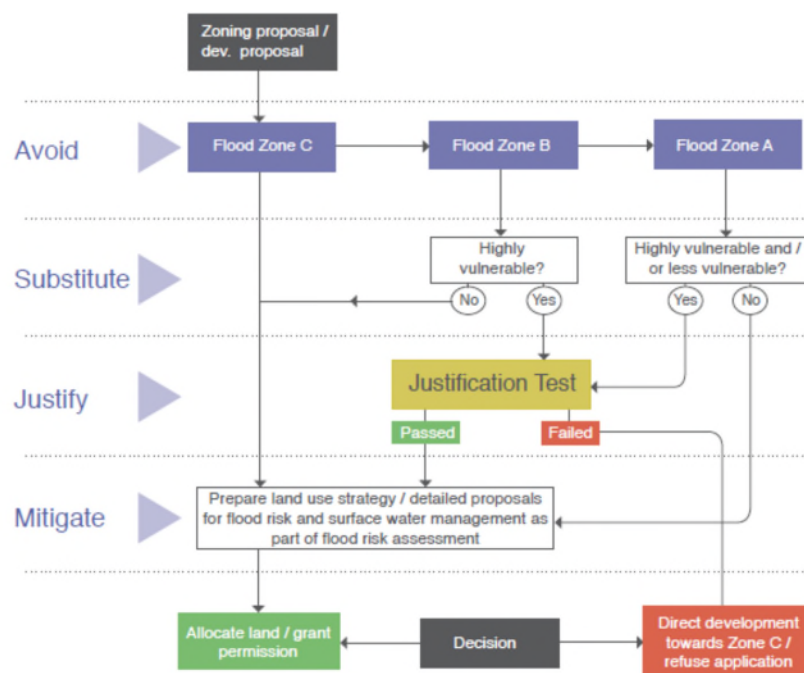 Zoning proposal /
dev. proposal
Avoid
Flood Zone C
Flood Zone B
Flood Zone A
Substitute
Highly
vulnerable?
Highly vulnerable and /
or less vulnerable?
No
Yes
Yes
No
Justify
Justification Test
Passed
Failed
Mitigate
Prepare land use strategy / detailed proposals
for flood risk and surface water management as
part of flood risk assessment
Allocate land / grant
permission
Decision
Direct development
towards Zone C /
refuse application